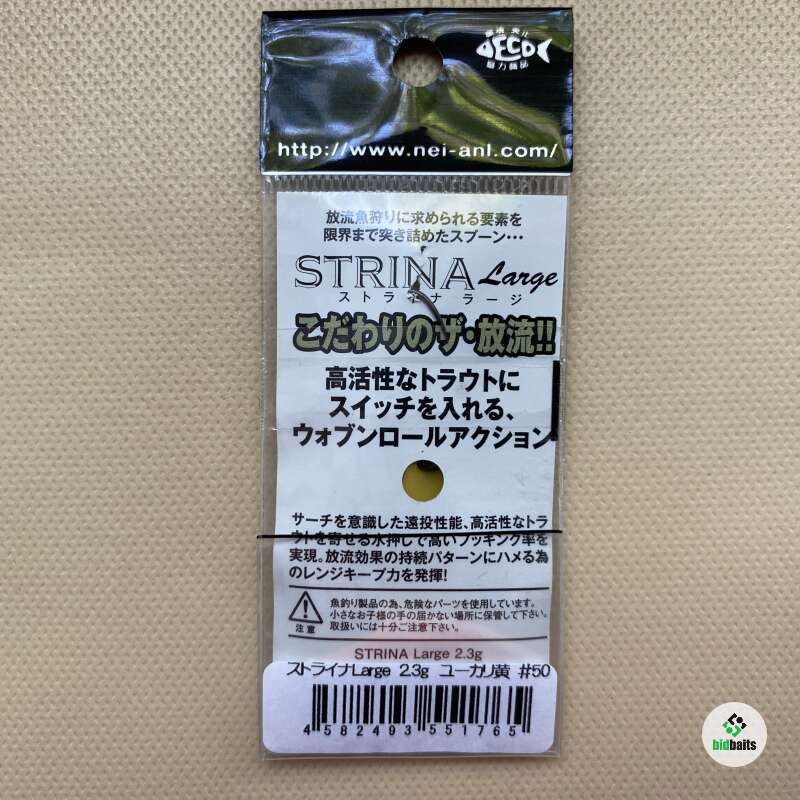 環境 美化
ECO
協力商品
http://www.nei-anl.com/
放流魚狩りに求められる要素を
限界まで突き詰めたスプーン…
STRINA Large
ストライナ ラージ
こだわりのザ・放流!!
高活性なトラウトに
スイッチを入れる、
ウォブンロールアクション
サーチを意識した遠投性能、高活性なトラ
ウトを寄せる水押しで高いフッキング率を
実現。放流効果の持続パターンにハメる為
のレンジキープ力を発揮!
注意
魚釣り製品の為、危険なパーツを使用しています。
小さなお子様の手の届かない場所に保管して下さい。
取扱いには十分ご注意下さい。
STRINA Large 2.3g
ストライナLarge 2.3g ユーカリ黄 #50
4582493551765
bidbaits